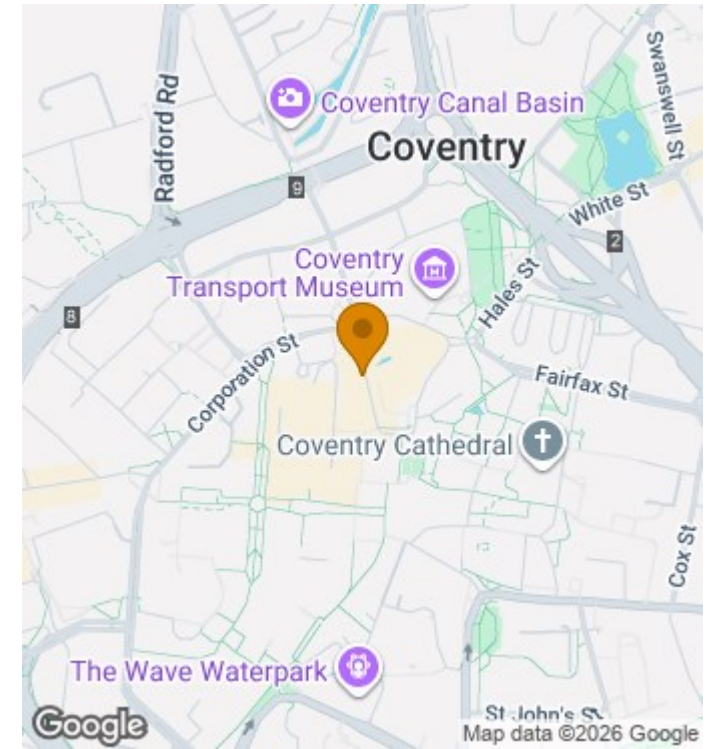 Swanswell St
Radford Rd
Coventry Canal Basin
Coventry
White St
9
2
Coventry
Transport Museum
Hales St
8
Corporation St
Fairfax St
Coventry Cathedral
Cox St
The Wave Waterpark
St John's St
Google
Map data ©2026 Google